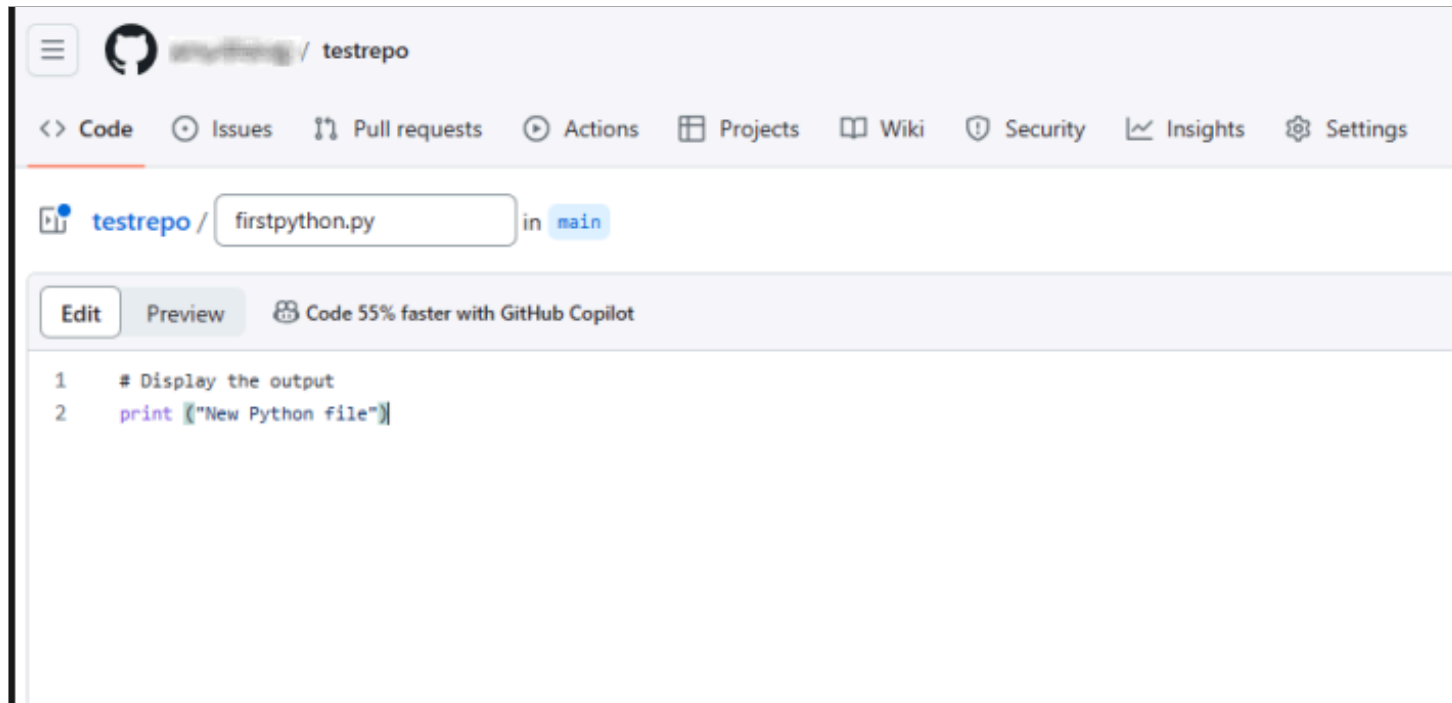 / testrepo
<> Code Issues Pull requests Actions Projects Wiki Security Insights Settings
testrepo / firstpython.py in main
Edit Preview Code 55% faster with GitHub Copilot
1 # Display the output
2 print ("New Python file")